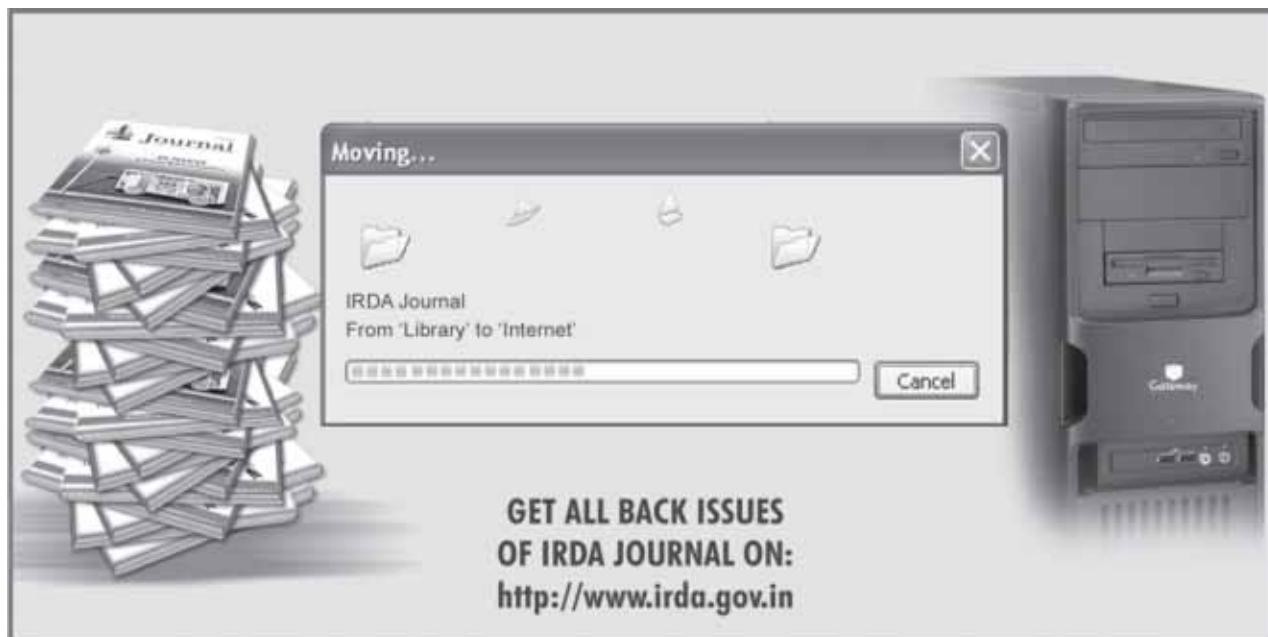 Journal
Moving...
IRDA Journal
From 'Library' to 'Internet'
Cancel
Gateway
GET ALL BACK ISSUES
OF IRDA JOURNAL ON:
http://www.irda.gov.in